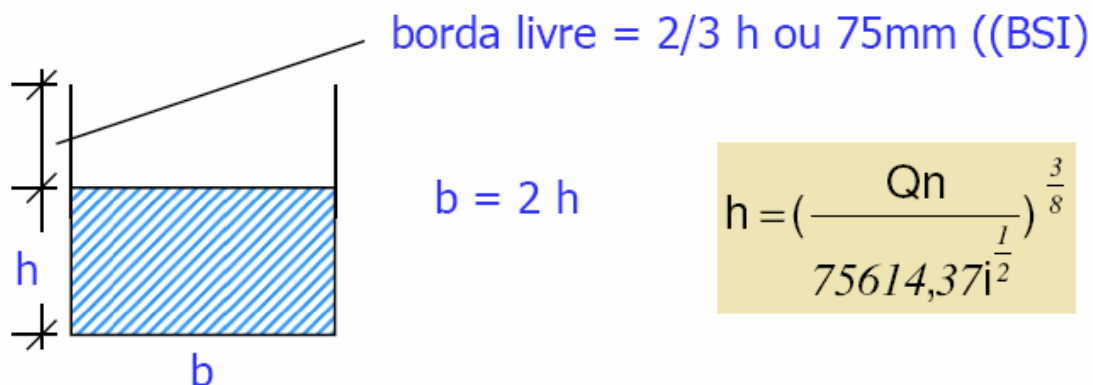 borda livre = 2/3 h ou 75mm ((BSI)
b = 2 h
h = ( Qn / 75614,37i^(1/2) )^(3/8)
h
b